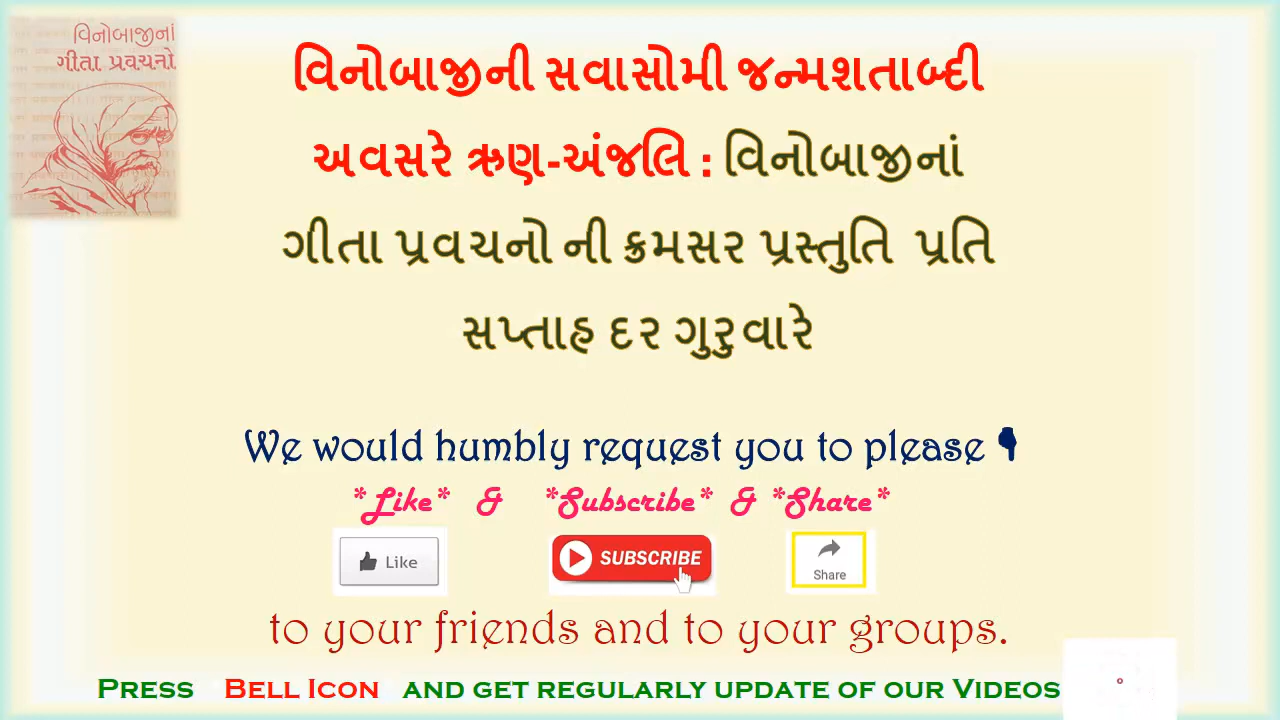 વિનોબાજીનાં
ગીતા પ્રવચનો
વિનોબાજીની સવાસોમી જન્મશતાબ્દી
અવસરે ઋણ-અંજલિ : વિનોબાજીનાં
ગીતા પ્રવચનો ની ક્રમસર પ્રસ્તુતિ પ્રતિ
સપ્તાહ દર ગુરુવારે
We would humbly request you to please 👇
*Like* & *Subscribe* & *Share*
Like
SUBSCRIBE
Share
to your friends and to your groups.
PRESS BELL ICON AND GET REGULARLY UPDATE OF OUR VIDEOS